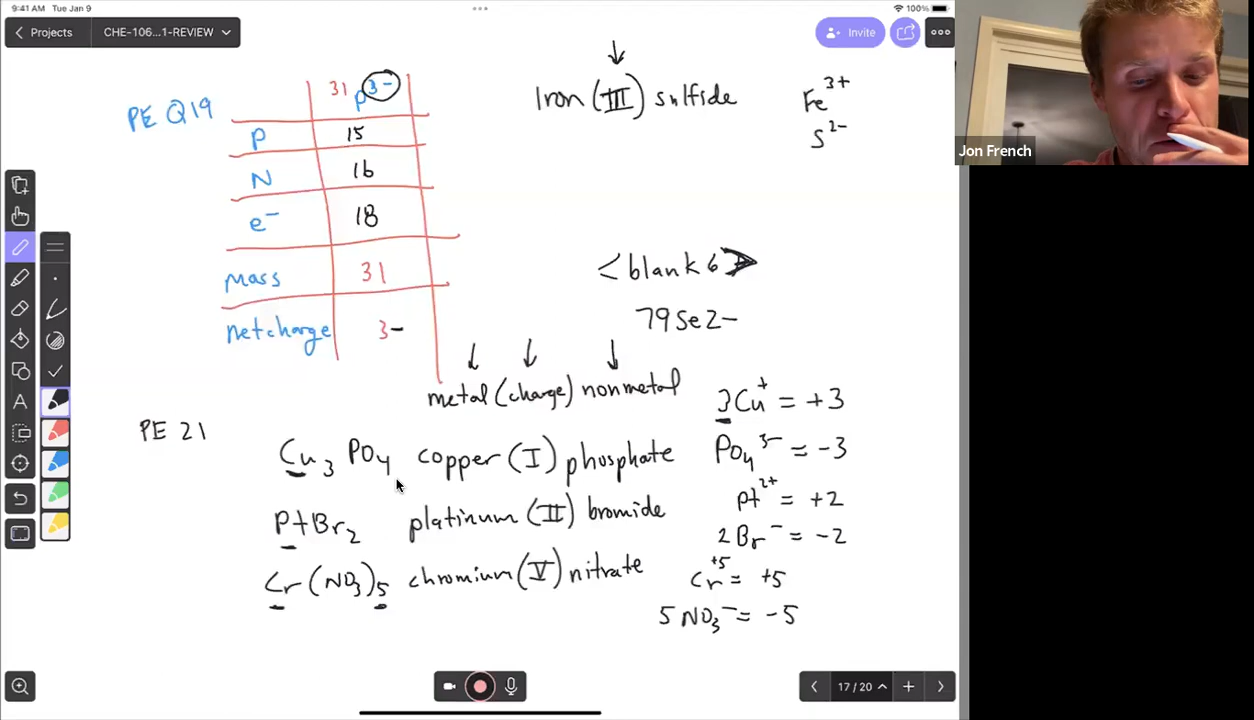 9:41 AM Tue Jan 9
100%
Projects
CHE-106...1-REVIEW
Invite
Jon French
PE Q19
31 P 3-
P 15
N 16
e- 18
mass 31
net charge 3-
Iron (III) sulfide
Fe3+
S2-
<blank 6>
79Se2-
metal (charge) nonmetal
PE 21
Cu3PO4 copper (I) phosphate
PtBr2 platinum (II) bromide
Cr(NO3)5 chromium (V) nitrate
3Cu+ = +3
PO4 3- = -3
Pt2+ = +2
2Br- = -2
Cr+5 = +5
5NO3- = -5
17 / 20